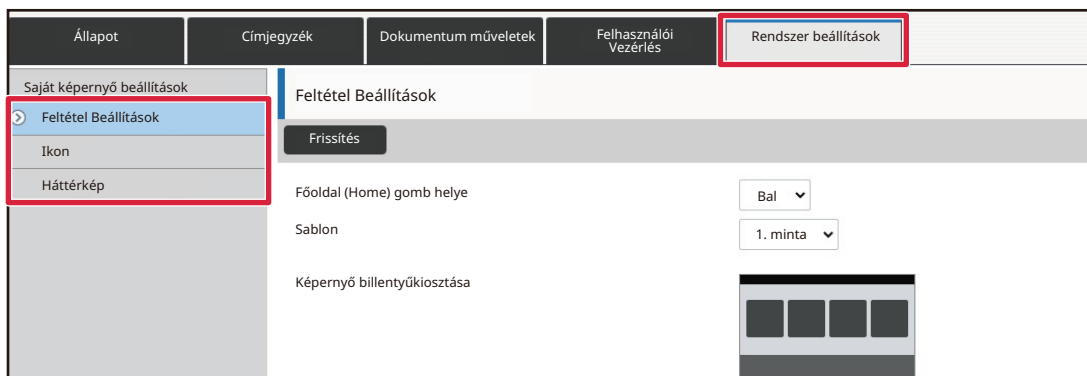 Állapot
Címjegyzék
Dokumentum műveletek
Felhasználói
Vezérlés
Rendszer beállítások
Saját képernyő beállítások
Feltétel Beállítások
Ikon
Háttérkép
Feltétel Beállítások
Frissítés
Főoldal (Home) gomb helye
Bal
Sablon
1. minta
Képernyő billentyűkiosztása